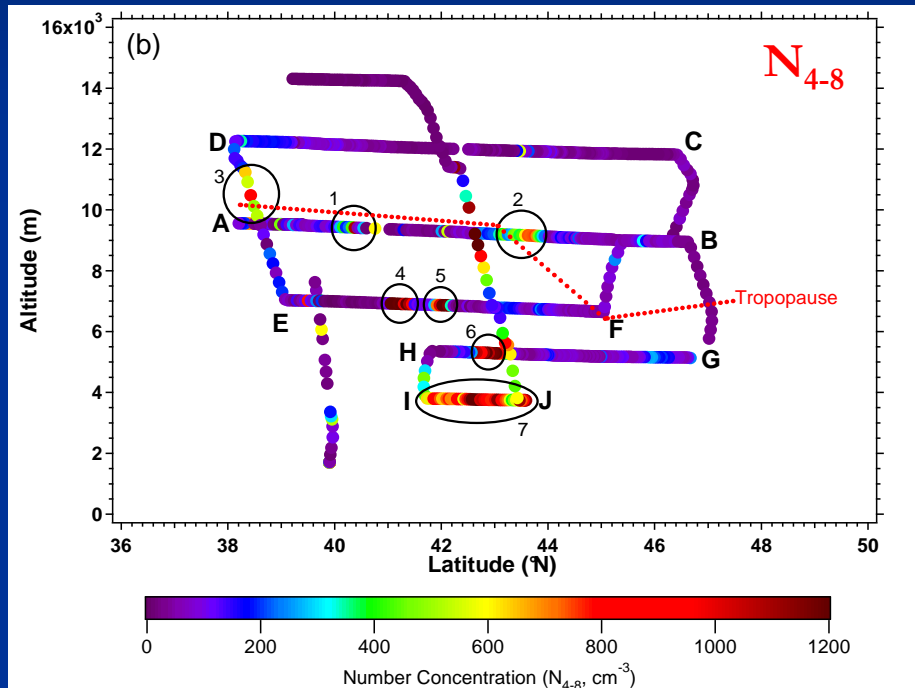 (b)
N4-8
16x10³
14
12
10
8
6
4
2
0
Altitude (m)
D
C
3
1
2
A
B
4
5
E
F
Tropopause
6
H
G
I
J
7
36
38
40
42
44
46
48
50
Latitude (°N)
0
200
400
600
800
1000
1200
Number Concentration (N4-8, cm-3)